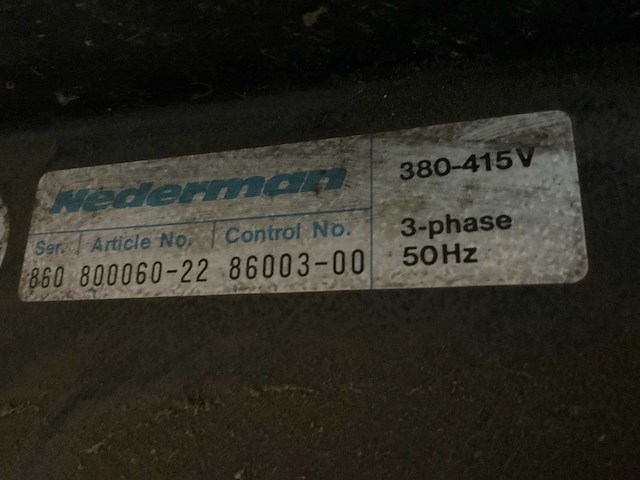 Nederman
Ser. Article No. Control No.
860 800060-22 86003-00
380-415V
3-phase
50Hz